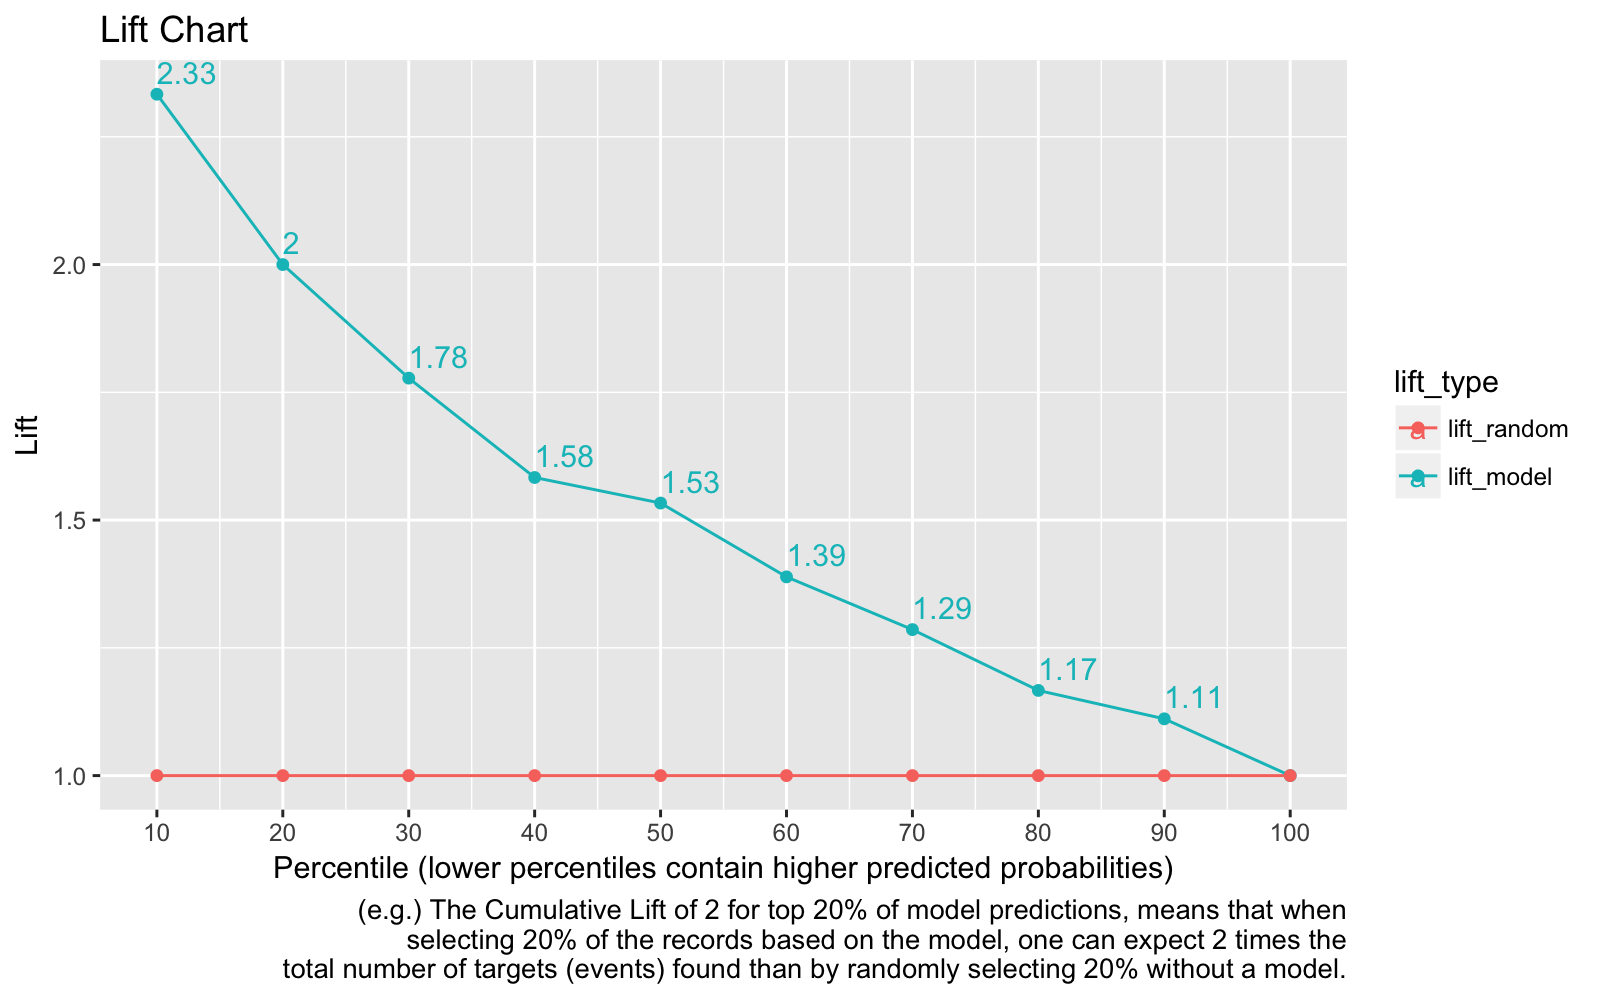 Lift Chart
2.33
2
1.78
1.58
1.53
1.39
1.29
1.17
1.11
2.0
1.5
1.0
Lift
10 20 30 40 50 60 70 80 90 100
Percentile (lower percentiles contain higher predicted probabilities)
(e.g.) The Cumulative Lift of 2 for top 20% of model predictions, means that when
selecting 20% of the records based on the model, one can expect 2 times the
total number of targets (events) found than by randomly selecting 20% without a model.
lift_type
a lift_random
a lift_model